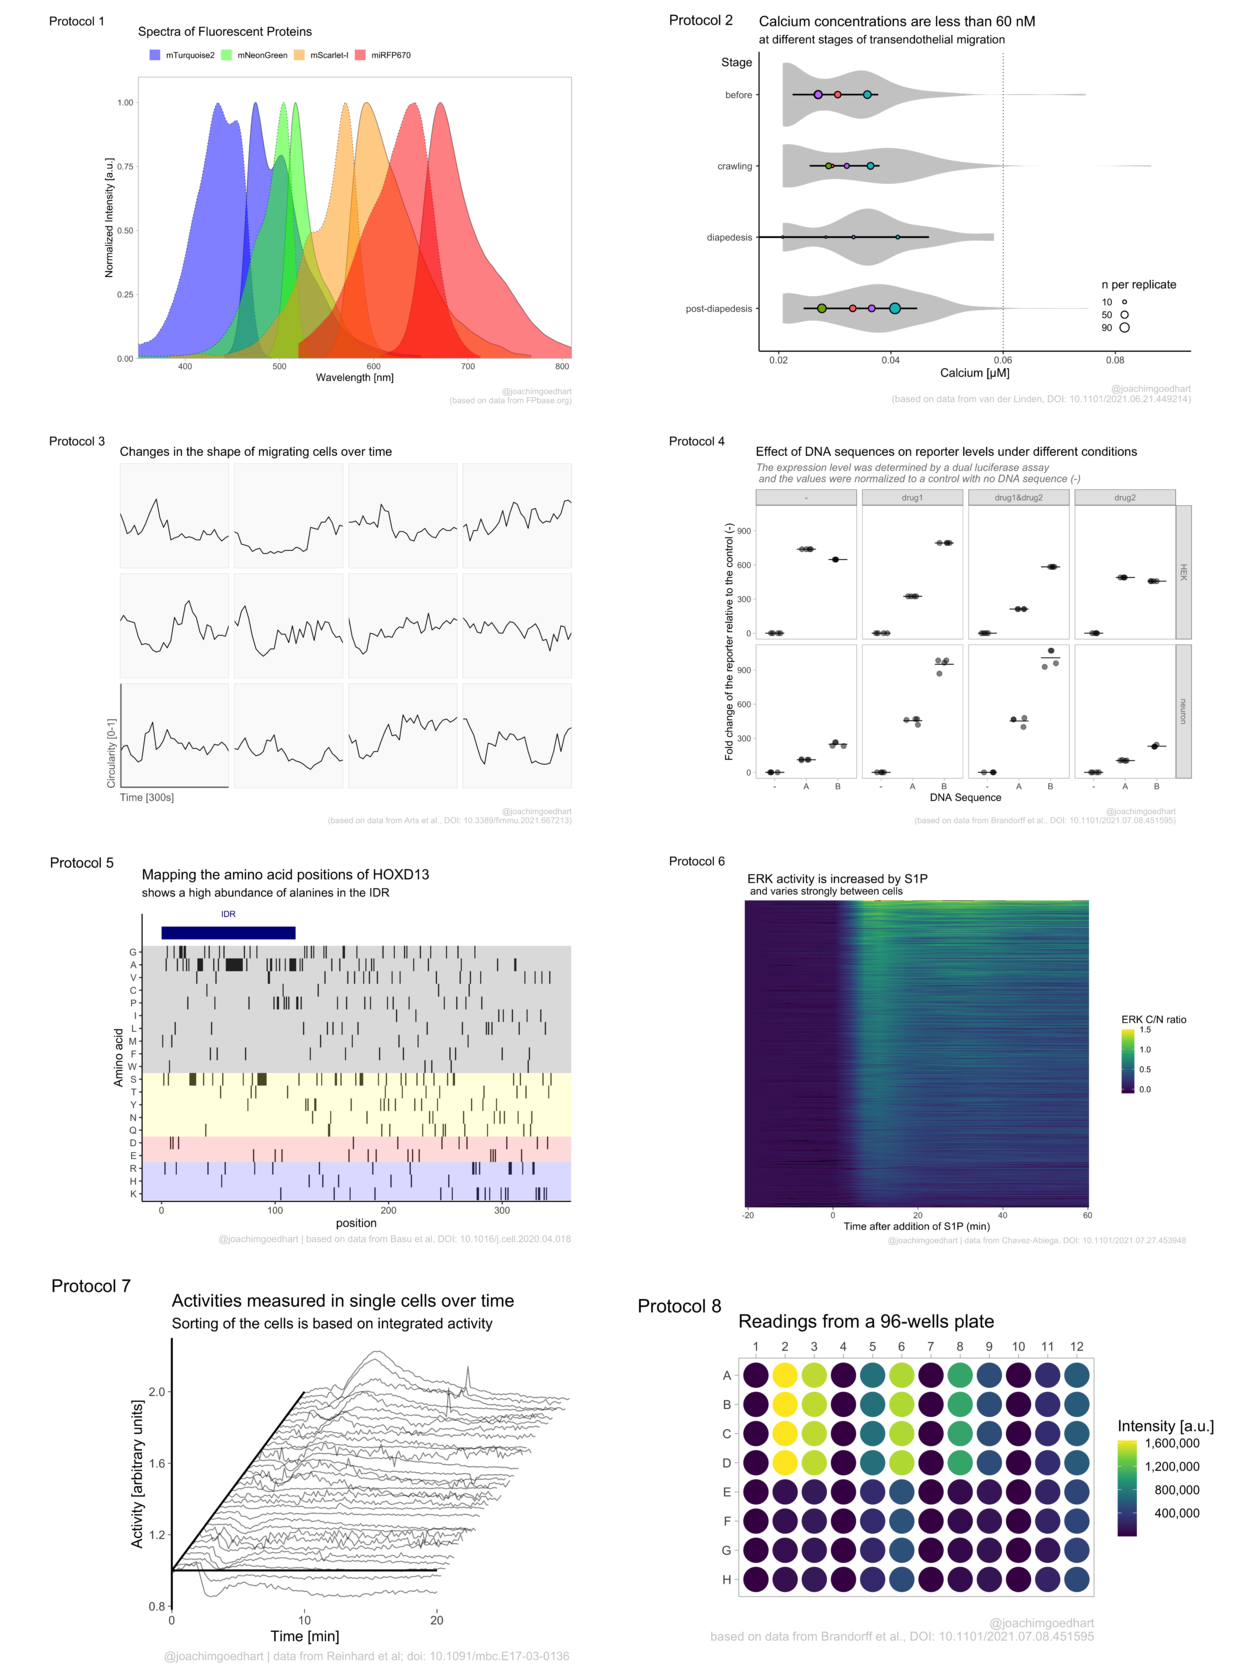 Protocol 1
Spectra of Fluorescent Proteins
mTurquoise2 mNeonGreen mScarlet-I miRFP670
1.00
0.75
0.50
0.25
0.00
Normalized Intensity [a.u.]
400 500 600 700 800
Wavelength [nm]
@joachimgoedhart
(based on data from FPbase.org)
Protocol 2
Calcium concentrations are less than 60 nM
at different stages of transendothelial migration
Stage
before
crawling
diapedesis
post-diapedesis
n per replicate
10
50
90
0.02 0.04 0.06 0.08
Calcium [µM]
@joachimgoedhart
(based on data from van der Linden, DOI: 10.1101/2021.06.21.449214)
Protocol 3
Changes in the shape of migrating cells over time
Circularity [0-1]
Time [300s]
@joachimgoedhart
(based on data from Arts et al., DOI: 10.3389/fimmu.2021.667213)
Protocol 4
Effect of DNA sequences on reporter levels under different conditions
The expression level was determined by a dual luciferase assay
and the values were normalized to a control with no DNA sequence (-)
- drug1 drug1&drug2 drug2
900
600
300
0
HEK
900
600
300
0
neuron
Fold change of the reporter relative to the control (-)
- A B - A B - A B - A B
DNA Sequence
@joachimgoedhart
(based on data from Brandorff et al., DOI: 10.1101/2021.07.08.451595)
Protocol 5
Mapping the amino acid positions of HOXD13
shows a high abundance of alanines in the IDR
IDR
G
A
V
C
P
I
L
M
F
W
S
T
Y
N
Q
D
E
R
H
K
Amino acid
0 100 200 300
position
@joachimgoedhart | based on data from Basu et al, DOI: 10.1016/j.cell.2020.04.018
Protocol 6
ERK activity is increased by S1P
and varies strongly between cells
ERK C/N ratio
1.5
1.0
0.5
0.0
-20 0 20 40 60
Time after addition of S1P (min)
@joachimgoedhart | data from Chavez-Abiega, DOI: 10.1101/2021.07.27.453948
Protocol 7
Activities measured in single cells over time
Sorting of the cells is based on integrated activity
2.0
1.6
1.2
0.8
Activity [arbitrary units]
0 10 20
Time [min]
@joachimgoedhart | data from Reinhard et al; doi: 10.1091/mbc.E17-03-0136
Protocol 8
Readings from a 96-wells plate
1 2 3 4 5 6 7 8 9 10 11 12
A
B
C
D
E
F
G
H
Intensity [a.u.]
1,600,000
1,200,000
800,000
400,000
@joachimgoedhart
based on data from Brandorff et al., DOI: 10.1101/2021.07.08.451595